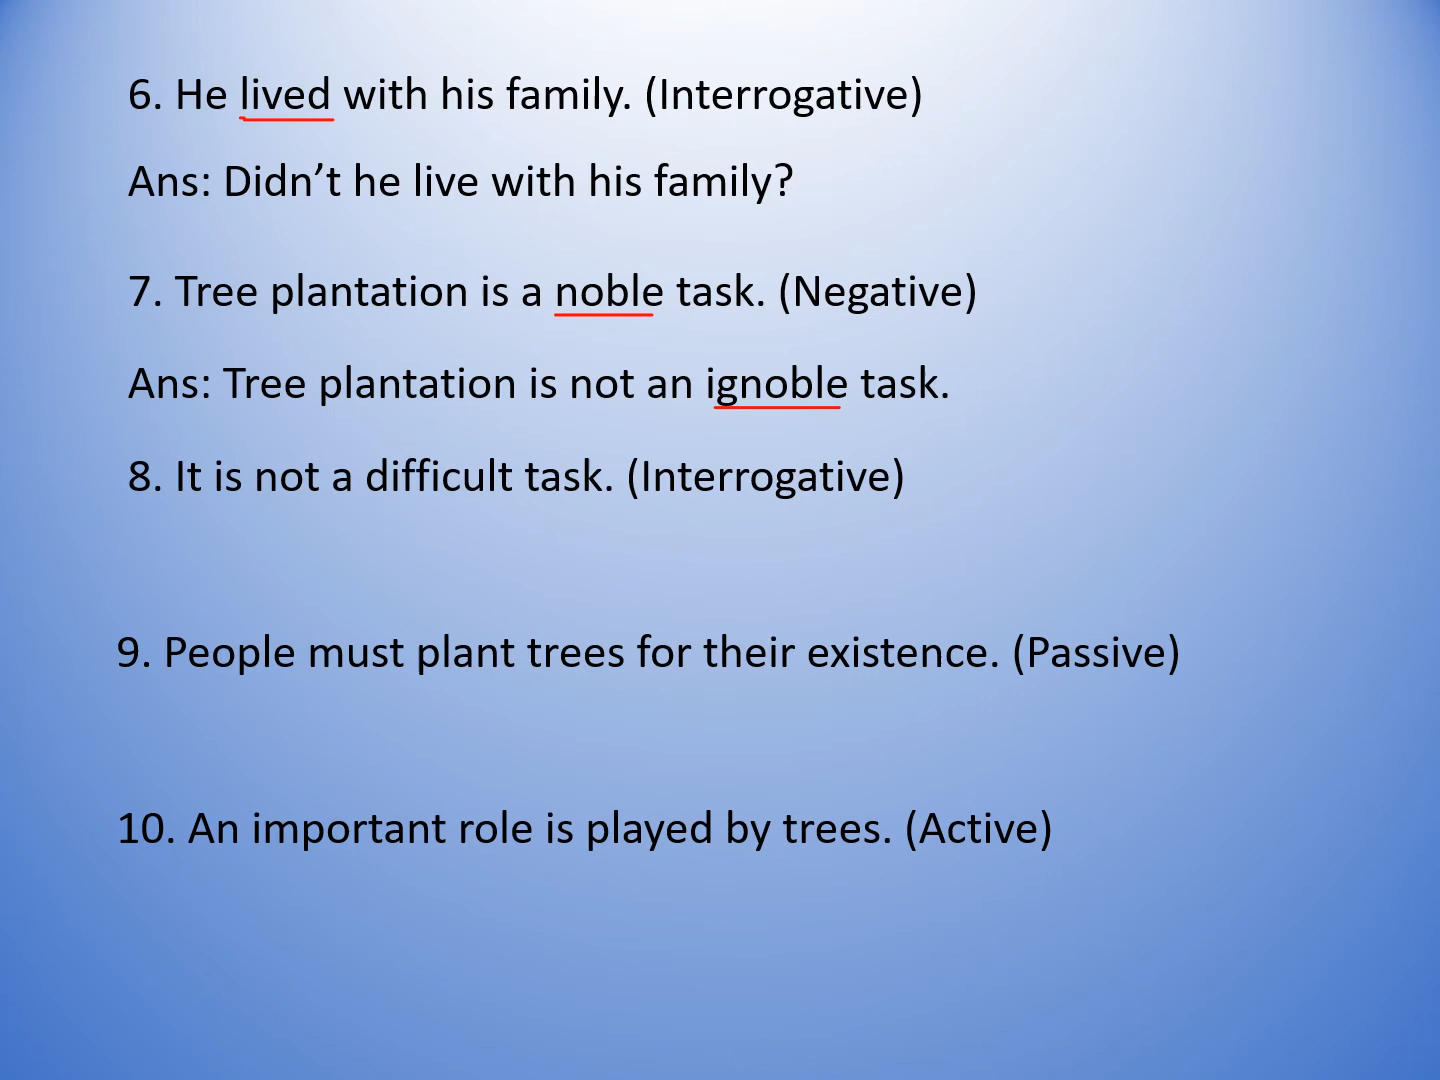 6. He lived with his family. (Interrogative)
Ans: Didn’t he live with his family?
7. Tree plantation is a noble task. (Negative)
Ans: Tree plantation is not an ignoble task.
8. It is not a difficult task. (Interrogative)
9. People must plant trees for their existence. (Passive)
10. An important role is played by trees. (Active)